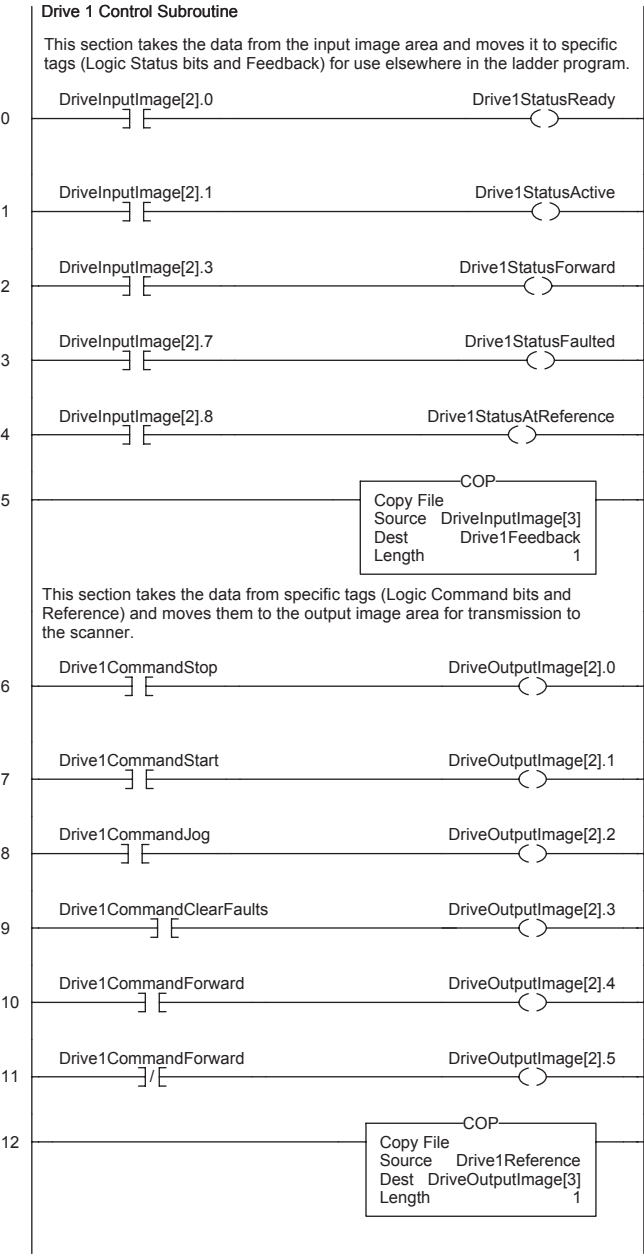 Drive 1 Control Subroutine
This section takes the data from the input image area and moves it to specific
tags (Logic Status bits and Feedback) for use elsewhere in the ladder program.
DriveInputImage[2].0 Drive1StatusReady
0
DriveInputImage[2].1 Drive1StatusActive
1
DriveInputImage[2].3 Drive1StatusForward
2
DriveInputImage[2].7 Drive1StatusFaulted
3
DriveInputImage[2].8 Drive1StatusAtReference
4
COP
5 Copy File
Source DriveInputImage[3]
Dest Drive1Feedback
Length 1
This section takes the data from specific tags (Logic Command bits and
Reference) and moves them to the output image area for transmission to
the scanner.
Drive1CommandStop DriveOutputImage[2].0
6
Drive1CommandStart DriveOutputImage[2].1
7
Drive1CommandJog DriveOutputImage[2].2
8
Drive1CommandClearFaults DriveOutputImage[2].3
9
Drive1CommandForward DriveOutputImage[2].4
10
Drive1CommandForward DriveOutputImage[2].5
11
COP
12 Copy File
Source Drive1Reference
Dest DriveOutputImage[3]
Length 1